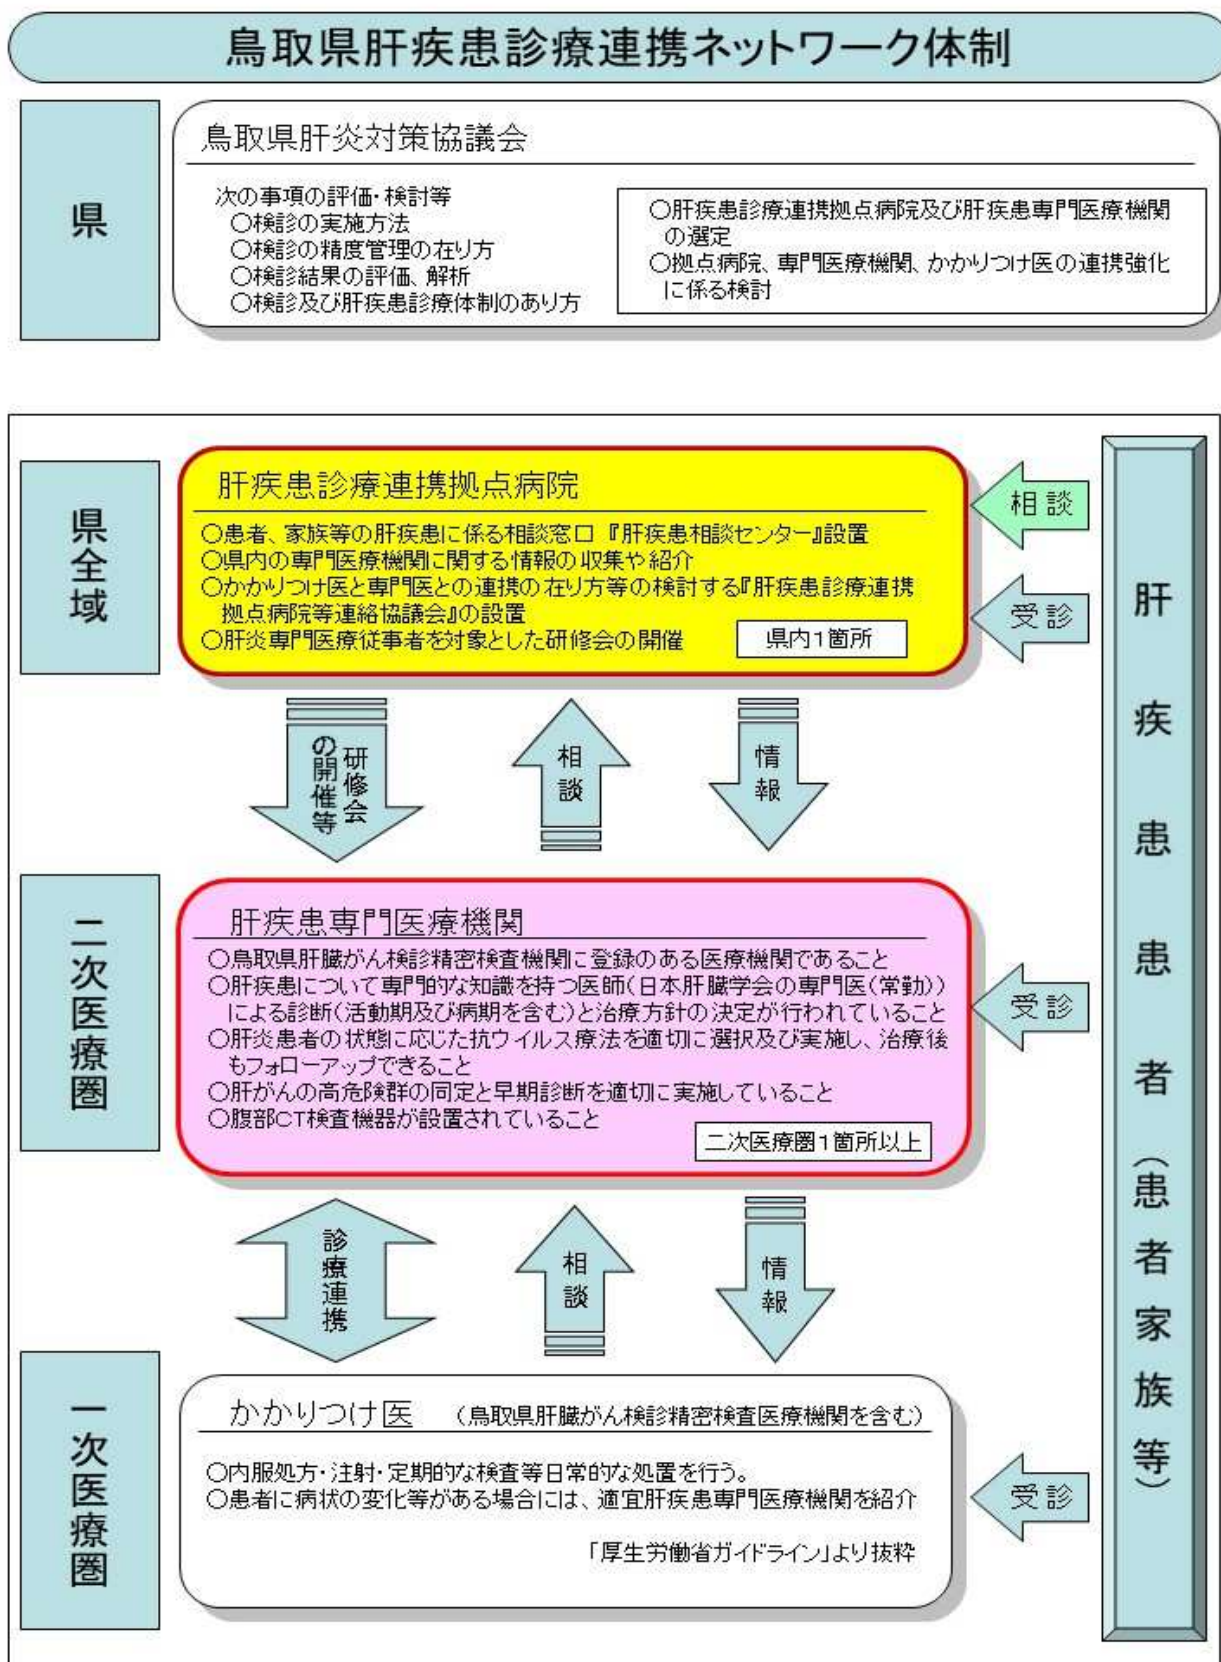 鳥取県肝疾患診療連携ネットワーク体制
県
鳥取県肝炎対策協議会
次の事項の評価・検討等
○検診の実施方法
○検診の精度管理の在り方
○検診結果の評価、解析
○検診及び肝疾患診療体制のあり方
○肝疾患診療連携拠点病院及び肝疾患専門医療機関
の選定
○拠点病院、専門医療機関、かかりつけ医の連携強化
に係る検討
県全域
肝疾患診療連携拠点病院
○患者、家族等の肝疾患に係る相談窓口『肝疾患相談センター』設置
○県内の専門医療機関に関する情報の収集や紹介
○かかりつけ医と専門医との連携の在り方等の検討する『肝疾患診療連携
拠点病院等連絡協議会』の設置
○肝炎専門医療従事者を対象とした研修会の開催
県内1箇所
相談
受診
肝疾患患者(患者家族等)
研修会
の開催等
相談
情報
二次医療圏
肝疾患専門医療機関
○鳥取県肝臓がん検診精密検査機関に登録のある医療機関であること
○肝疾患について専門的な知識を持つ医師(日本肝臓学会の専門医(常勤))
による診断(活動期及び病期を含む)と治療方針の決定が行われていること
○肝炎患者の状態に応じた抗ウイルス療法を適切に選択及び実施し、治療後
もフォローアップできること
○肝がんの高危険群の同定と早期診断を適切に実施していること
○腹部CT検査機器が設置されていること
二次医療圏1箇所以上
受診
診療連携
相談
情報
一次医療圏
かかりつけ医 (鳥取県肝臓がん検診精密検査医療機関を含む)
○内服処方・注射・定期的な検査等日常的な処置を行う。
○患者に病状の変化等がある場合には、適宜肝疾患専門医療機関を紹介
「厚生労働省ガイドライン」より抜粋
受診